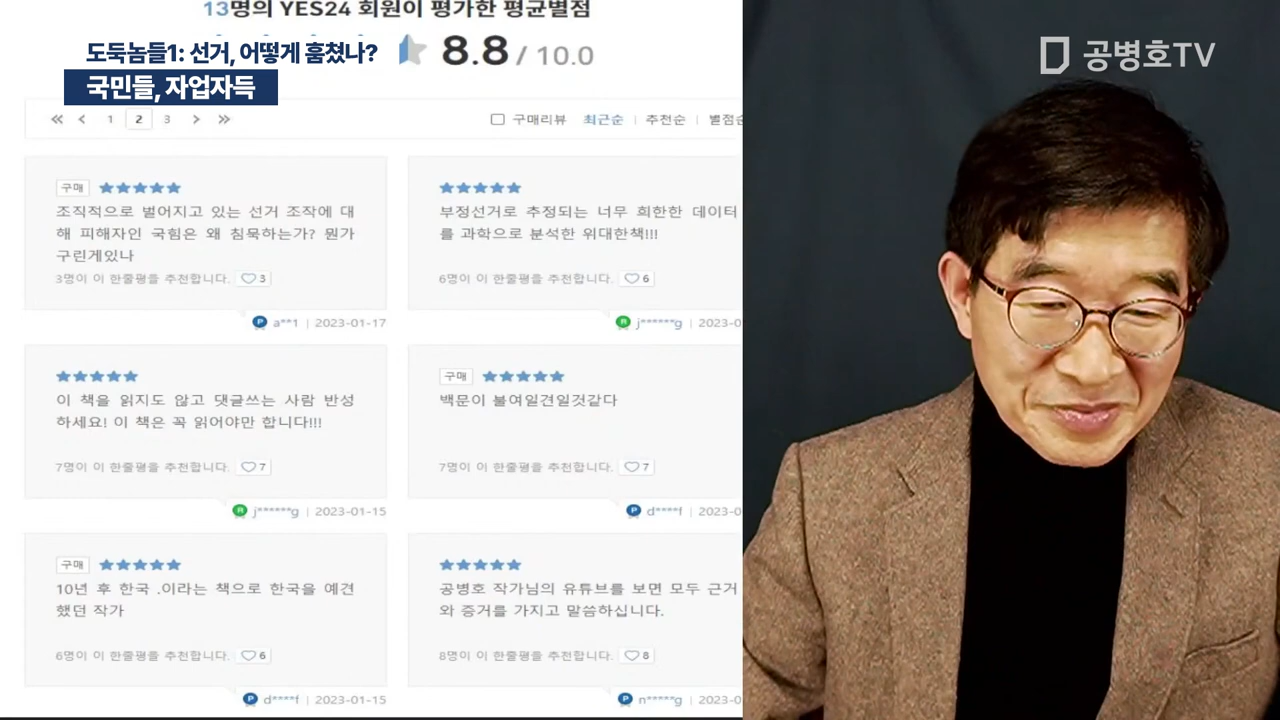 13명의 YES24 회원이 평가한 평균별점
도둑놈들1: 선거, 어떻게 훔쳤나?
8.8 / 10.0
국민들, 자업자득
공병호TV
1 2 3
구매리뷰 최근순 추천순 별점순
구매
조직적으로 벌어지고 있는 선거 조작에 대
해 피해자인 국힘은 왜 침묵하는가? 뭔가
구린게있나
3명이 이 한줄평을 추천합니다. 3
a**1 | 2023-01-17
부정선거로 추정되는 너무 희한한 데이터
를 과학으로 분석한 위대한책!!!
6명이 이 한줄평을 추천합니다. 6
j******g | 2023-0
이 책을 읽지도 않고 댓글쓰는 사람 반성
하세요! 이 책은 꼭 읽어야만 합니다!!!
7명이 이 한줄평을 추천합니다. 7
j******g | 2023-01-15
구매
백문이 불여일견일것같다
7명이 이 한줄평을 추천합니다. 7
d****f | 2023-0
구매
10년 후 한국 .이라는 책으로 한국을 예견
했던 작가
6명이 이 한줄평을 추천합니다. 6
d****f | 2023-01-15
공병호 작가님의 유튜브를 보면 모두 근거
와 증거를 가지고 말씀하십니다.
8명이 이 한줄평을 추천합니다. 8
n*****g | 2023-0